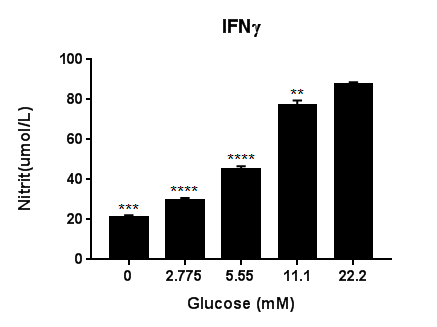 IFNγ
Nitrit(umol/L)
100
80
60
40
20
0
***
****
****
**
0 2.775 5.55 11.1 22.2
Glucose (mM)